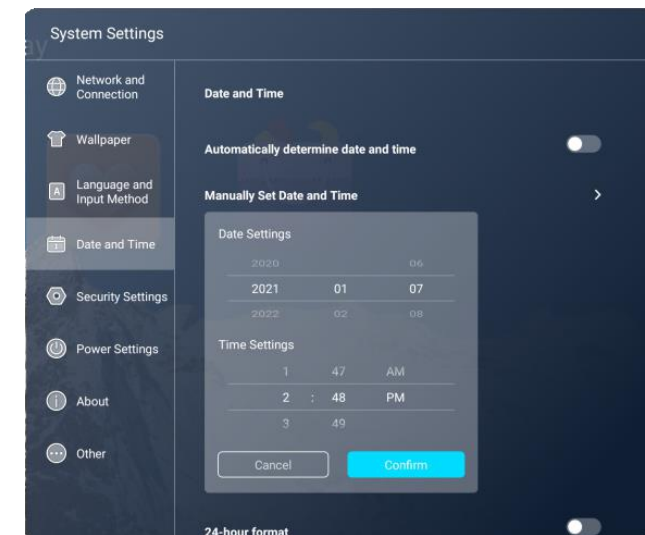 System Settings
ay
Network and
Connection
Wallpaper
Language and
Input Method
Date and Time
Security Settings
Power Settings
About
Other
Date and Time
Automatically determine date and time
Manually Set Date and Time
Date Settings
2020 06
2021 01 07
2022 02 08
Time Settings
1 47 AM
2 : 48 PM
3 49
Cancel Confirm
24-hour format